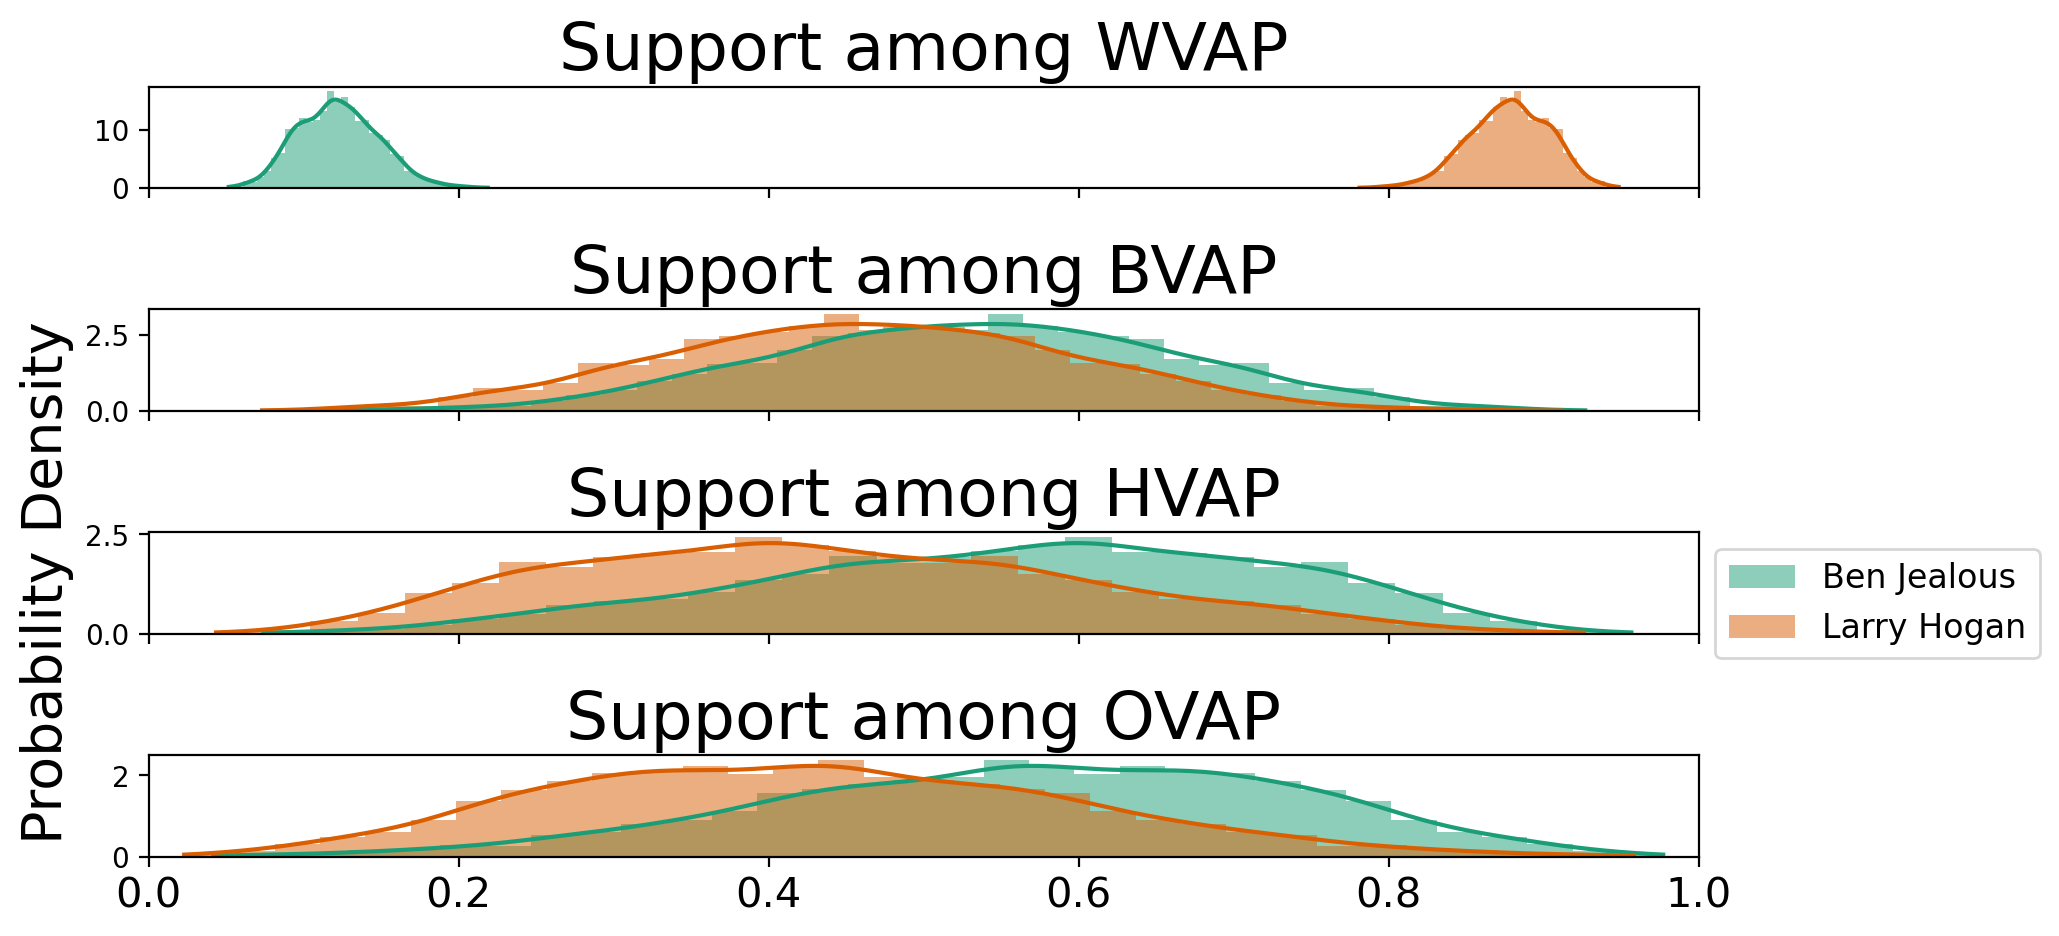 Support among WVAP
10
0
Support among BVAP
2.5
0.0
Support among HVAP
2.5
0.0
Support among OVAP
2
0
0.0 0.2 0.4 0.6 0.8 1.0
Probability Density
Ben Jealous
Larry Hogan